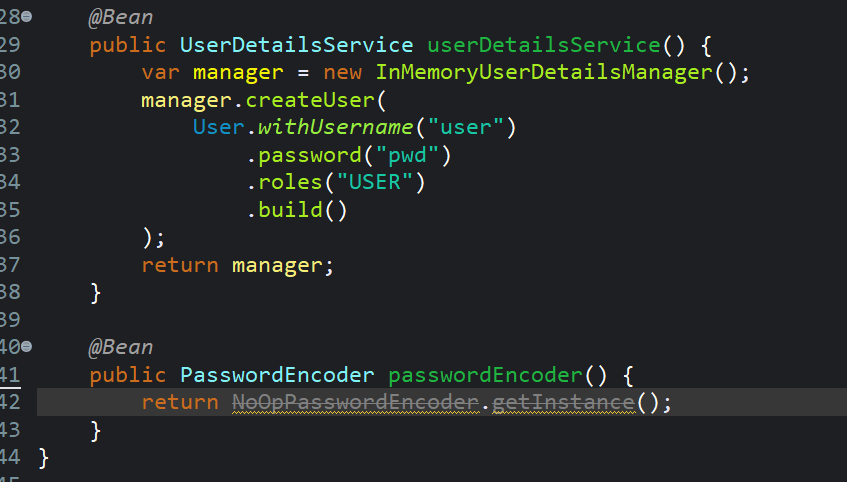 28 @Bean
29 public UserDetailsService userDetailsService() {
30 var manager = new InMemoryUserDetailsManager();
31 manager.createUser(
32 User.withUsername("user")
33 .password("pwd")
34 .roles("USER")
35 .build()
36 );
37 return manager;
38 }
39
40 @Bean
41 public PasswordEncoder passwordEncoder() {
42 return NoOpPasswordEncoder.getInstance();
43 }
44 }